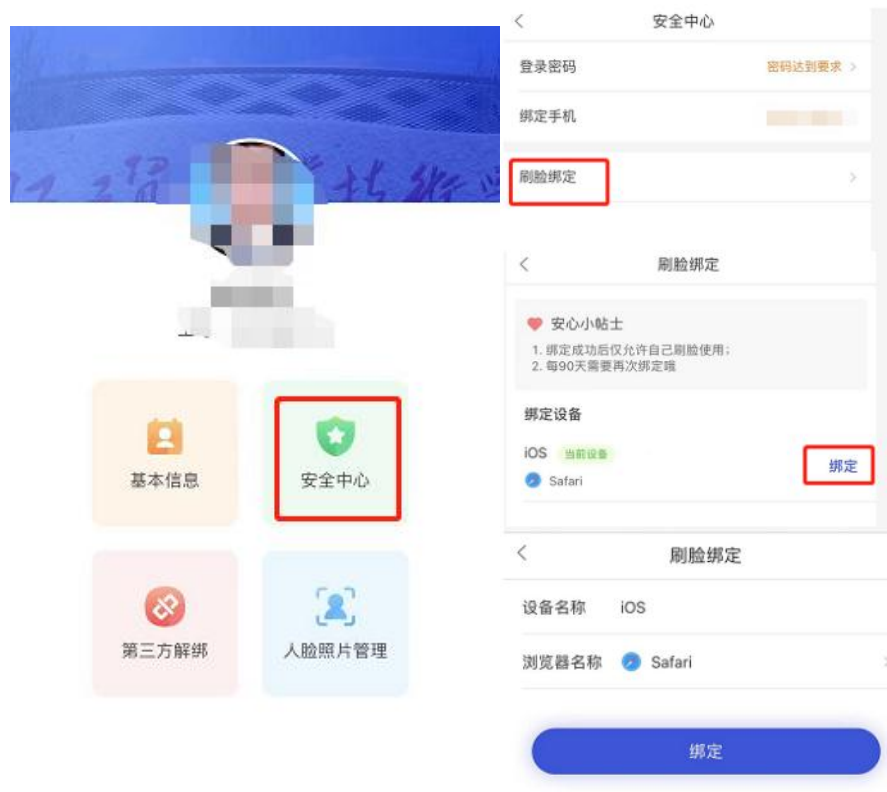 基本信息
安全中心
第三方解绑
人脸照片管理
安全中心
登录密码 密码达到要求
绑定手机
刷脸绑定
刷脸绑定
安心小帖士
1. 绑定成功后仅允许自己刷脸使用;
2. 每90天需要再次绑定哦
绑定设备
iOS 当前设备
绑定
Safari
刷脸绑定
设备名称 iOS
浏览器名称 Safari
绑定